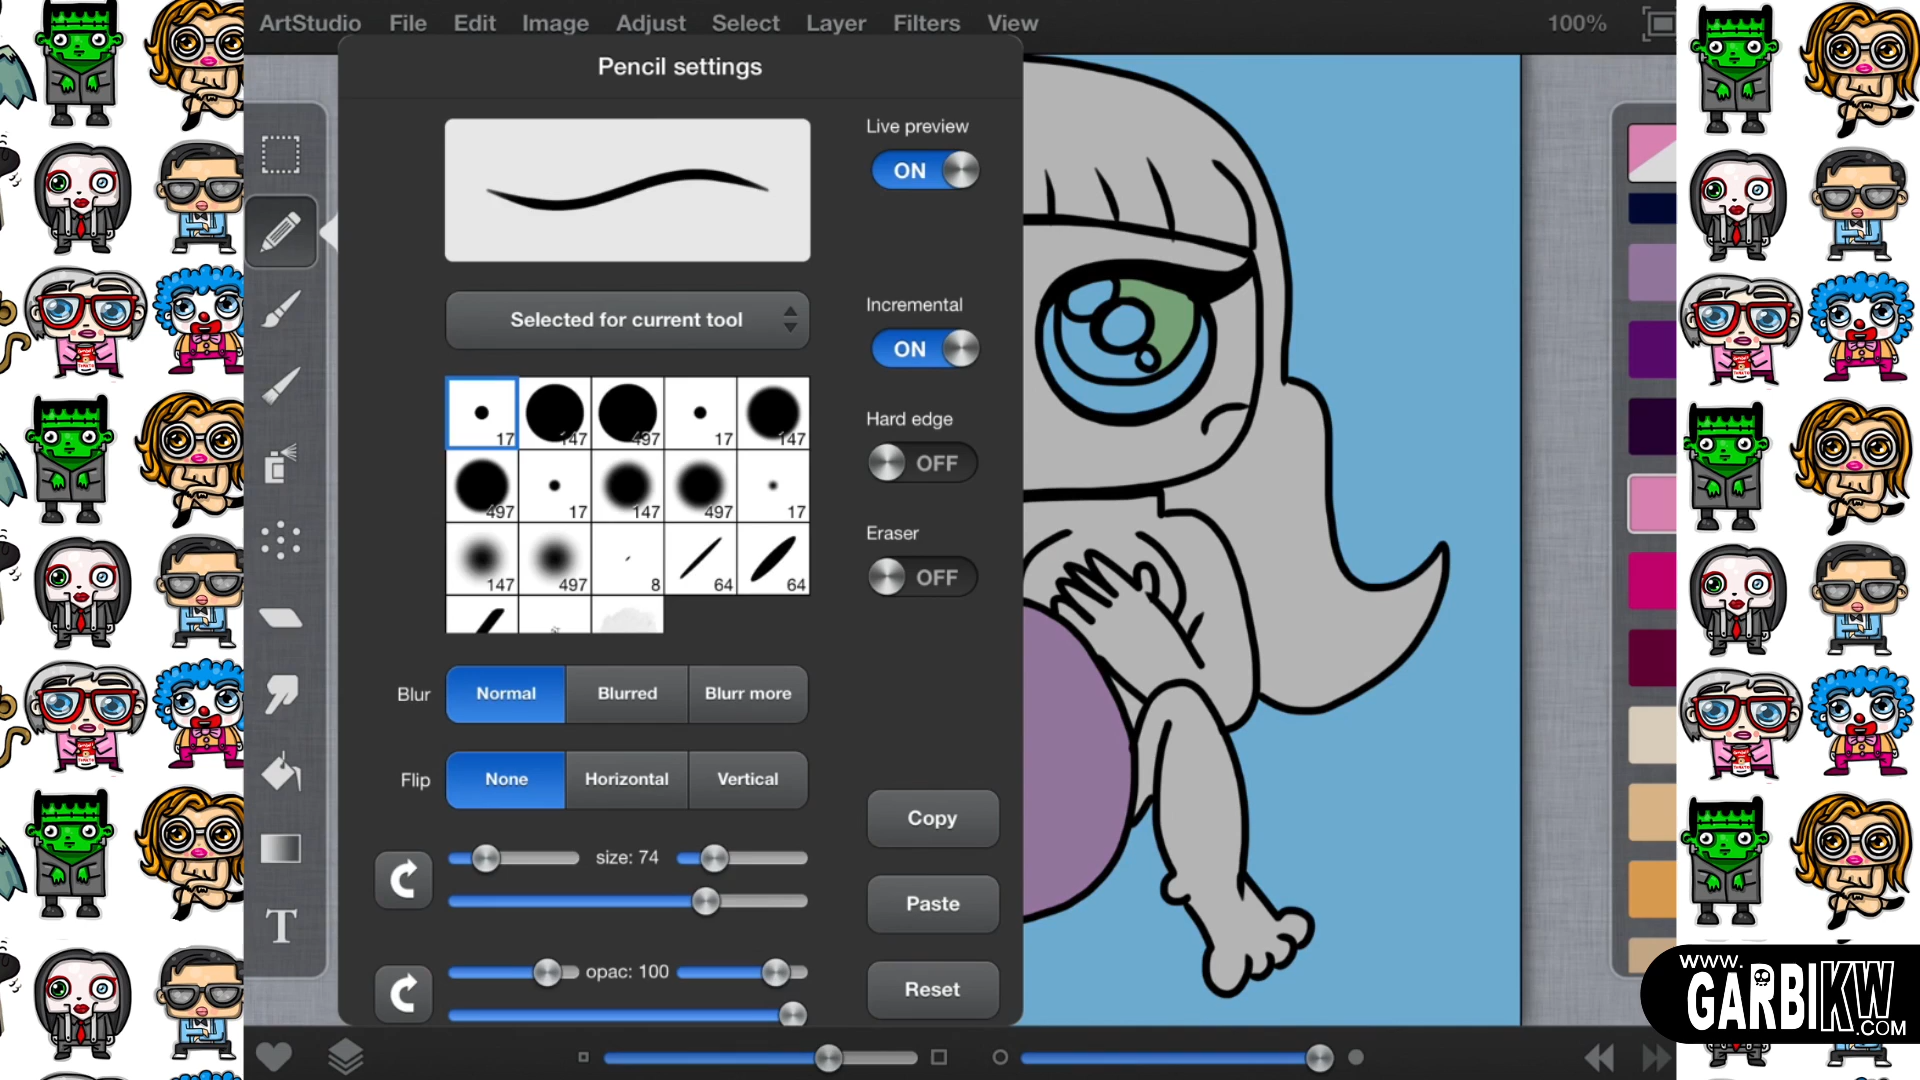 ArtStudio File Edit Image Adjust Select Layer Filters View 100%
Pencil settings
Live preview
ON
Selected for current tool
Incremental
ON
17 147 497 17 147
Hard edge
OFF
497 17 147 497 17
Eraser
OFF
147 497 8 64 64
Blur Normal Blurred Blurr more
Flip None Horizontal Vertical
Copy
size: 74
Paste
opac: 100
Reset
T
WWW.
GARBIKW
.COM